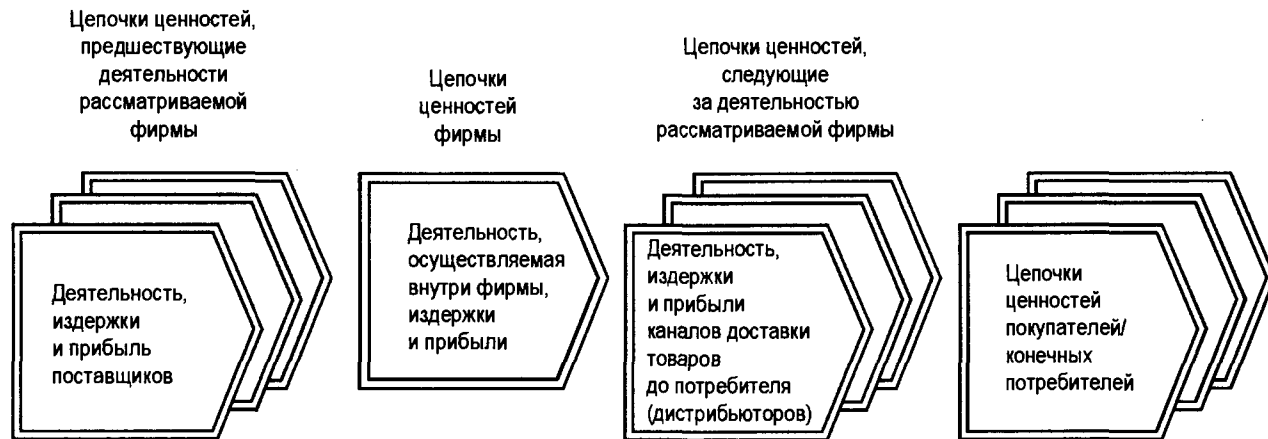 Цепочки ценностей,
предшествующие
деятельности
рассматриваемой
фирмы
Цепочки
ценностей
фирмы
Цепочки ценностей,
следующие
за деятельностью
рассматриваемой фирмы
Деятельность,
издержки
и прибыль
поставщиков
Деятельность,
осуществляемая
внутри фирмы,
издержки
и прибыли
Деятельность,
издержки
и прибыли
каналов доставки
товаров
до потребителя
(дистрибьюторов)
Цепочки
ценностей
покупателей/
конечных
потребителей